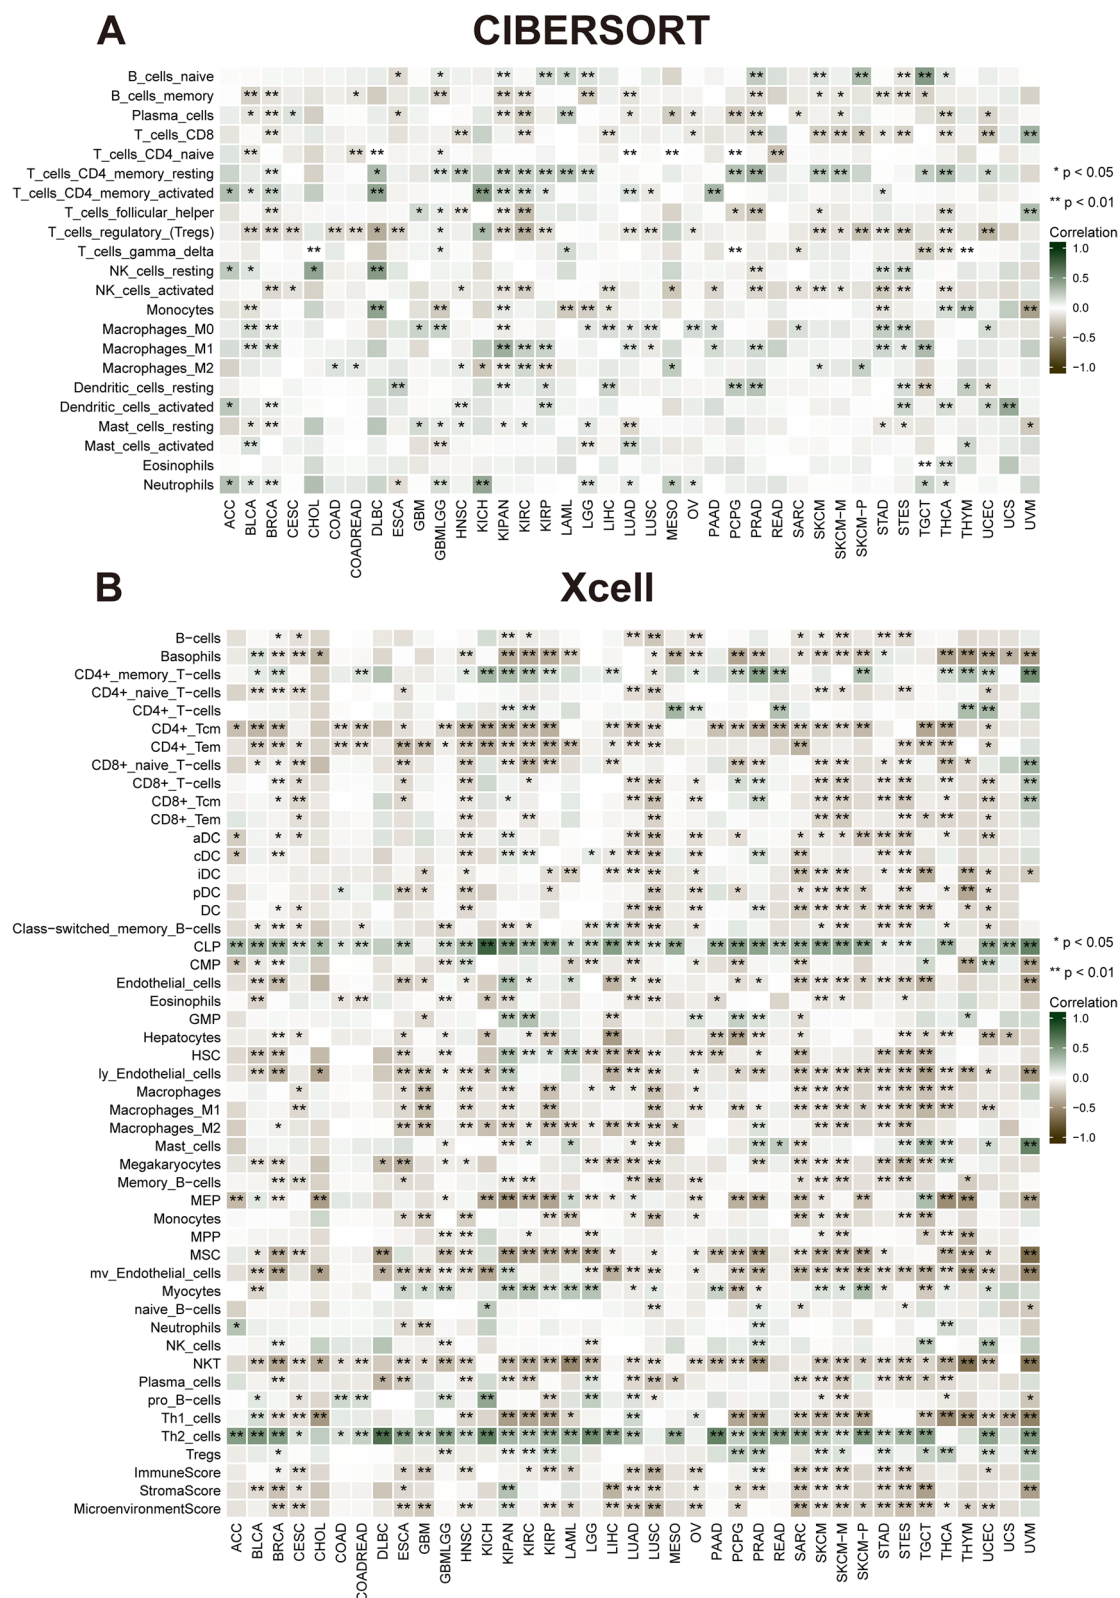 A
CIBERSORT
B_cells_naive
B_cells_memory
Plasma_cells
T_cells_CD8
T_cells_CD4_naive
T_cells_CD4_memory_resting
T_cells_CD4_memory_activated
T_cells_follicular_helper
T_cells_regulatory_(Tregs)
T_cells_gamma_delta
NK_cells_resting
NK_cells_activated
Monocytes
Macrophages_M0
Macrophages_M1
Macrophages_M2
Dendritic_cells_resting
Dendritic_cells_activated
Mast_cells_resting
Mast_cells_activated
Eosinophils
Neutrophils
* p < 0.05
** p < 0.01
Correlation
1.0
0.5
0.0
−0.5
−1.0
ACC
BLCA
BRCA
CESC
CHOL
COAD
COADREAD
DLBC
ESCA
GBM
GBMLGG
HNSC
KICH
KIPAN
KIRC
KIRP
LAML
LGG
LIHC
LUAD
LUSC
MESO
OV
PAAD
PCPG
PRAD
READ
SARC
SKCM
SKCM−M
SKCM−P
STAD
STES
TGCT
THCA
THYM
UCEC
UCS
UVM
B
Xcell
B−cells
Basophils
CD4+_memory_T−cells
CD4+_naive_T−cells
CD4+_T−cells
CD4+_Tcm
CD4+_Tem
CD8+_naive_T−cells
CD8+_T−cells
CD8+_Tcm
CD8+_Tem
aDC
cDC
iDC
pDC
DC
Class−switched_memory_B−cells
CLP
CMP
Endothelial_cells
Eosinophils
GMP
Hepatocytes
HSC
ly_Endothelial_cells
Macrophages
Macrophages_M1
Macrophages_M2
Mast_cells
Megakaryocytes
Memory_B−cells
MEP
Monocytes
MPP
MSC
mv_Endothelial_cells
Myocytes
naive_B−cells
Neutrophils
NK_cells
NKT
Plasma_cells
pro_B−cells
Th1_cells
Th2_cells
Tregs
ImmuneScore
StromaScore
MicroenvironmentScore
* p < 0.05
** p < 0.01
Correlation
1.0
0.5
0.0
−0.5
−1.0
ACC
BLCA
BRCA
CESC
CHOL
COAD
COADREAD
DLBC
ESCA
GBM
GBMLGG
HNSC
KICH
KIPAN
KIRC
KIRP
LAML
LGG
LIHC
LUAD
LUSC
MESO
OV
PAAD
PCPG
PRAD
READ
SARC
SKCM
SKCM−M
SKCM−P
STAD
STES
TGCT
THCA
THYM
UCEC
UCS
UVM